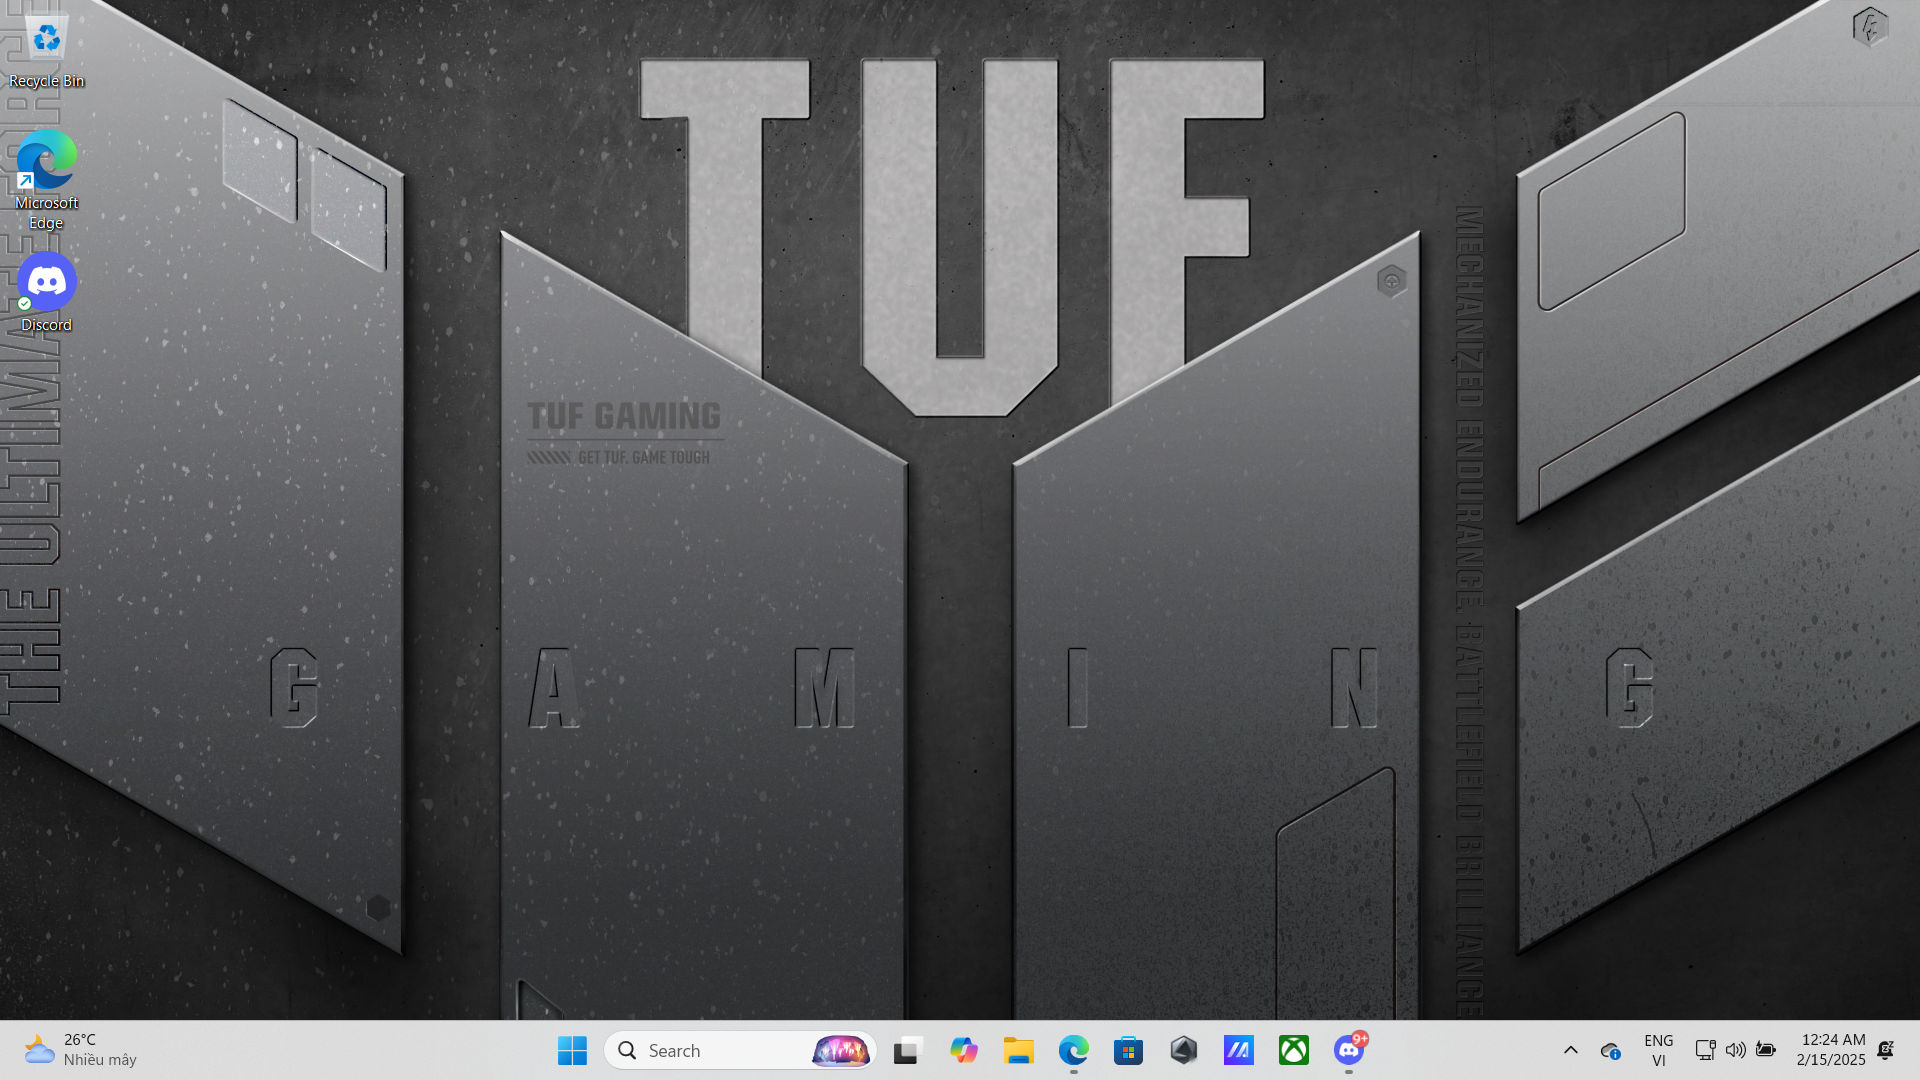 Recycle Bin
Microsoft
Edge
Discord
THE ULTIMATE FORCE
TUF
TUF GAMING
GET TUF. GAME TOUGH
G A M I N G
MECHANIZED ENDURANCE. BATTLEFIELD BRILLIANCE
26°C
Nhiều mây
Search
9+
ENG
VI
12:24 AM
2/15/2025